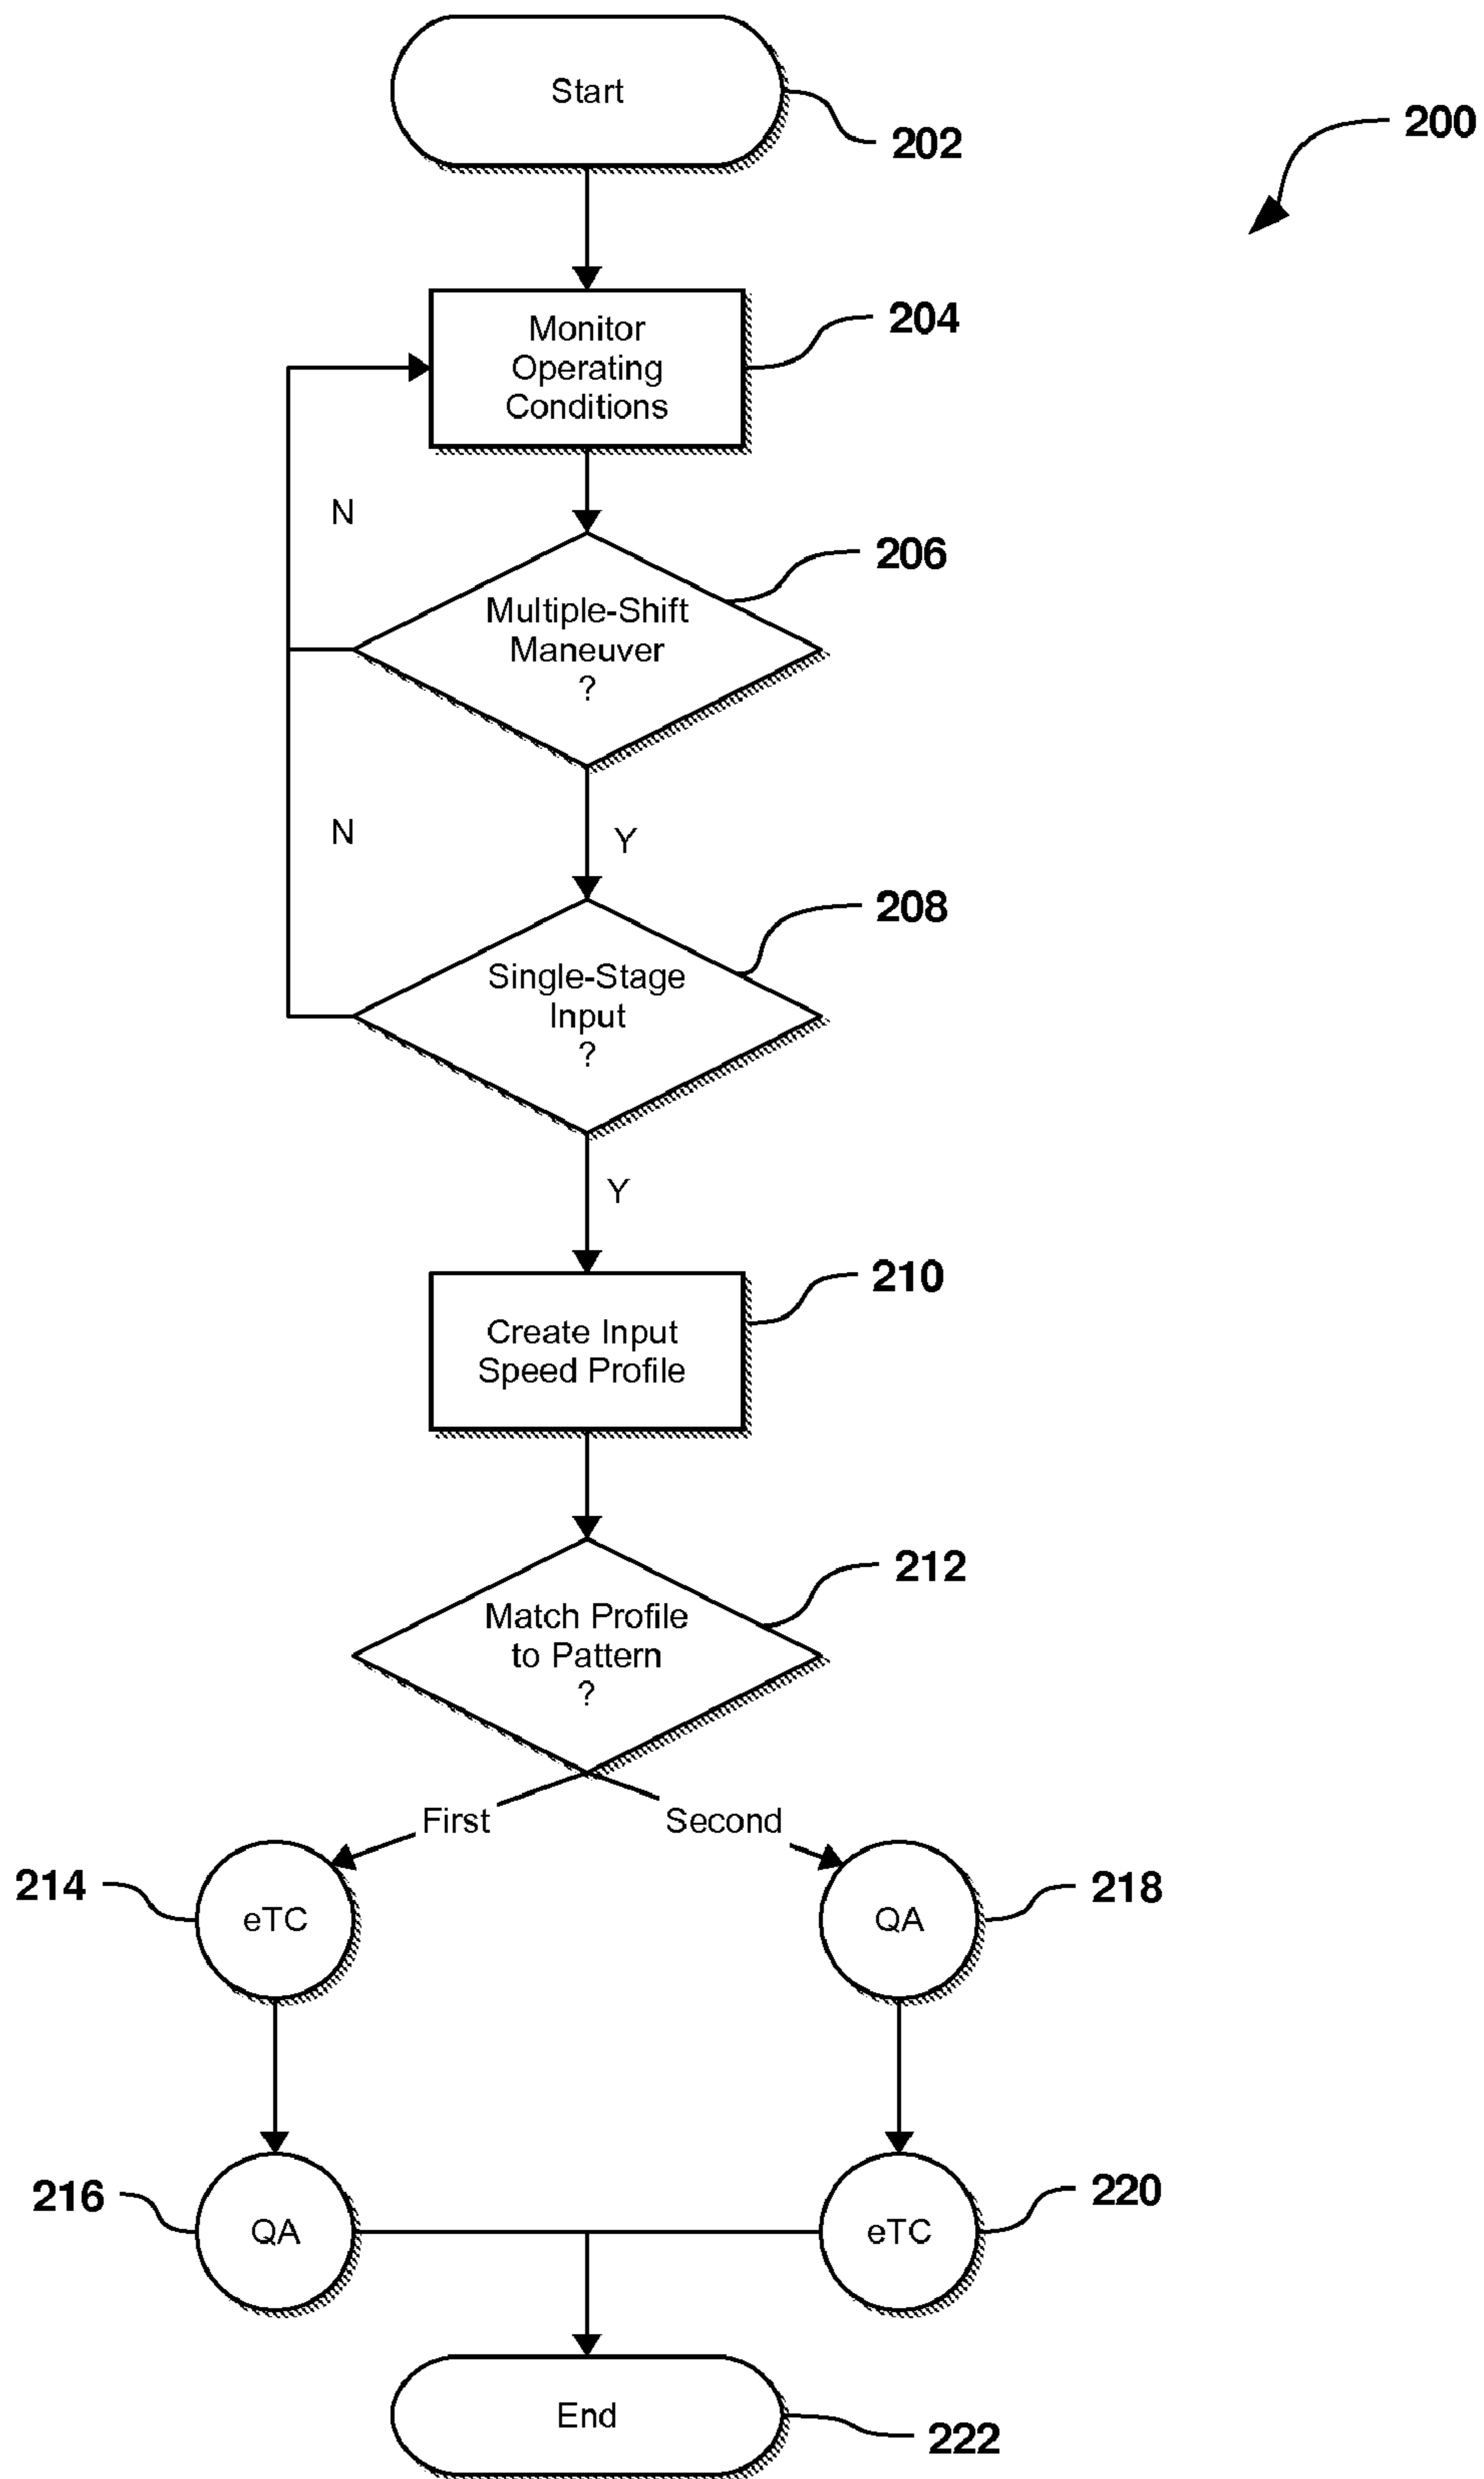 Start
202
200
Monitor
Operating
Conditions
204
N
Multiple-Shift
Maneuver
?
206
N
Y
Single-Stage
Input
?
208
Y
Create Input
Speed Profile
210
Match Profile
to Pattern
?
212
First
Second
214
eTC
QA
218
216
QA
eTC
220
End
222